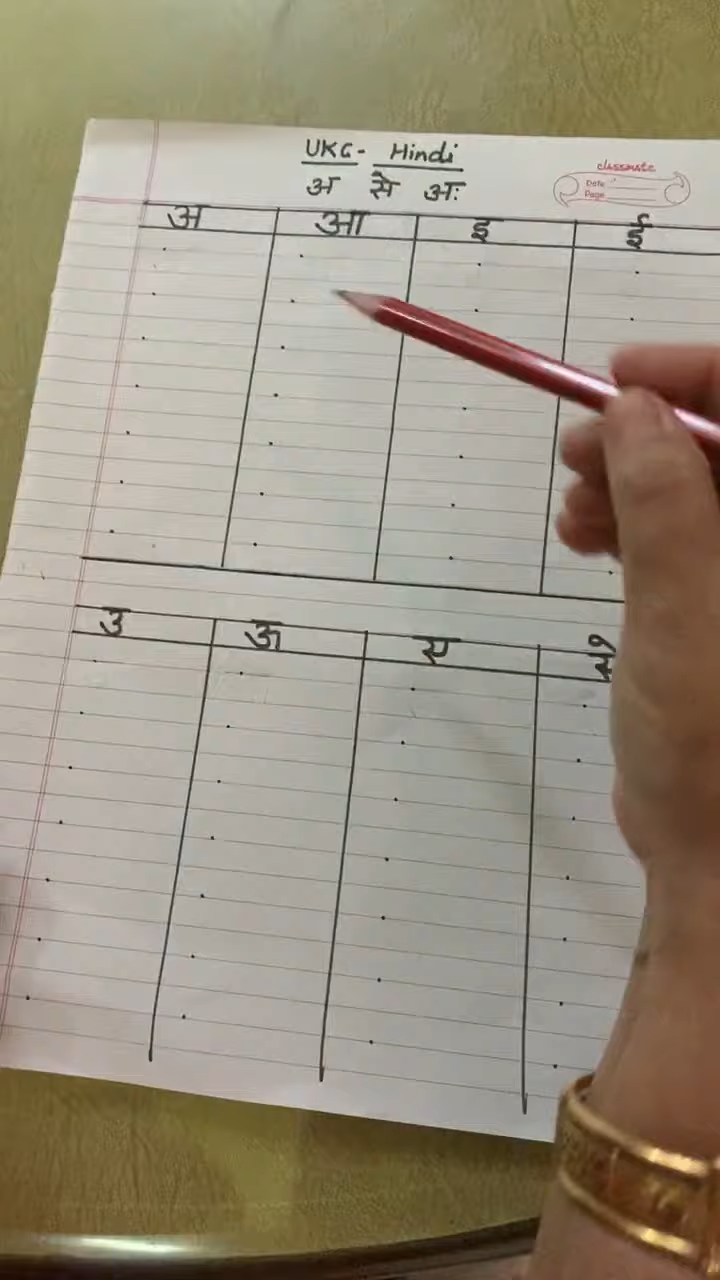 UKG- Hindi
अ से अः
classmate
Date
Page
अ आ इ ई
उ ऊ ए ऐ